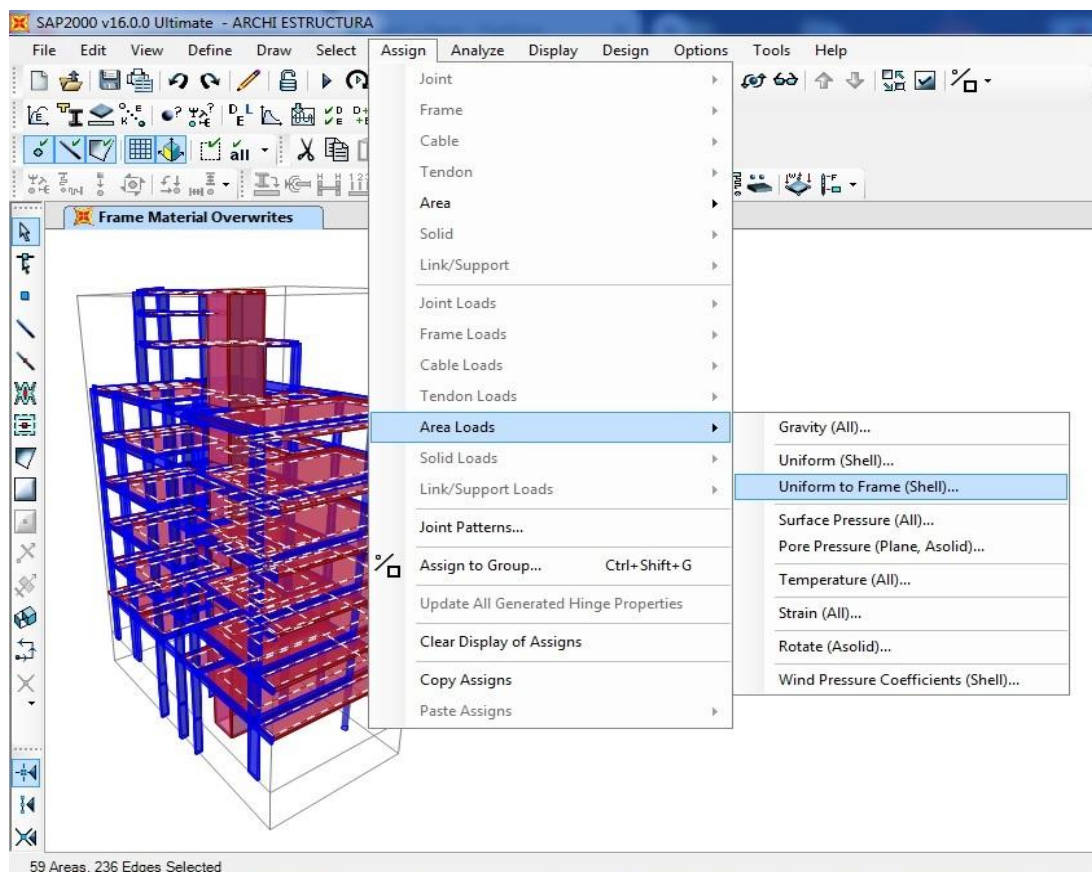 SAP2000 v16.0.0 Ultimate - ARCHI ESTRUCTURA
File Edit View Define Draw Select Assign Analyze Display Design Options Tools Help
all
Frame Material Overwrites
Joint
Frame
Cable
Tendon
Area
Solid
Link/Support
Joint Loads
Frame Loads
Cable Loads
Tendon Loads
Area Loads
Solid Loads
Link/Support Loads
Joint Patterns...
Assign to Group... Ctrl+Shift+G
Update All Generated Hinge Properties
Clear Display of Assigns
Copy Assigns
Paste Assigns
Gravity (All)...
Uniform (Shell)...
Uniform to Frame (Shell)...
Surface Pressure (All)...
Pore Pressure (Plane, Asolid)...
Temperature (All)...
Strain (All)...
Rotate (Asolid)...
Wind Pressure Coefficients (Shell)...
59 Areas, 236 Edges Selected